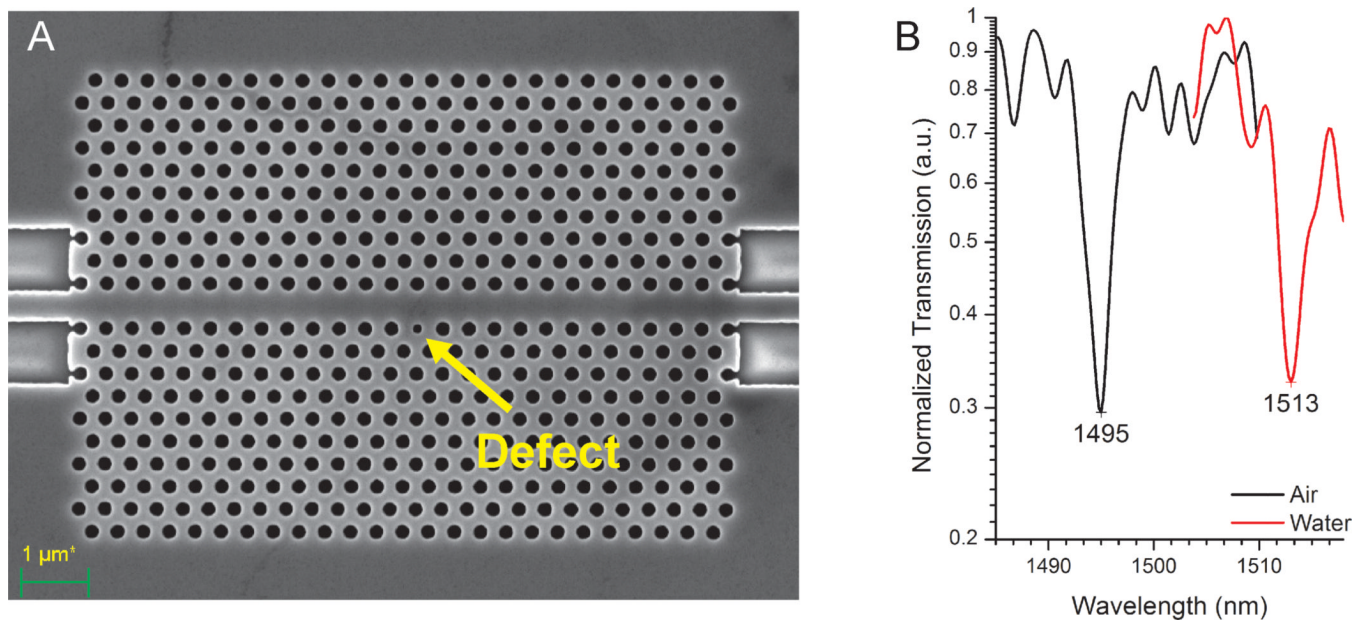 A
Defect
1 µm*
B
Normalized Transmission (a.u.)
1
0.9
0.8
0.7
0.6
0.5
0.4
0.3
0.2
1495
1513
Air
Water
1490
1500
1510
Wavelength (nm)